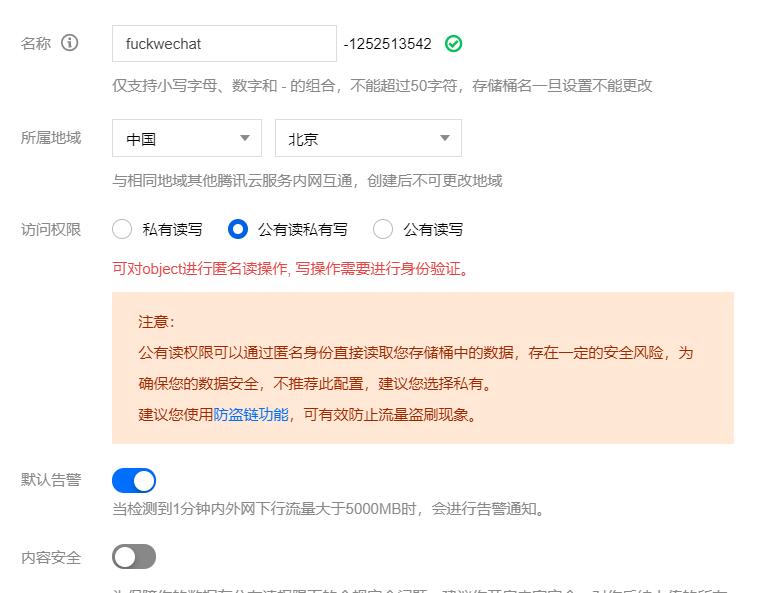 名称
fuckwechat -1252513542
仅支持小写字母、数字和 - 的组合，不能超过50字符，存储桶名一旦设置不能更改
所属地域 中国 北京
与相同地域其他腾讯云服务内网互通，创建后不可更改地域
访问权限 私有读写 公有读私有写 公有读写
可对object进行匿名读操作, 写操作需要进行身份验证。
注意：
公有读权限可以通过匿名身份直接读取您存储桶中的数据，存在一定的安全风险，为
确保您的数据安全，不推荐此配置，建议您选择私有。
建议您使用防盗链功能，可有效防止流量盗刷现象。
默认告警
当检测到1分钟内外网下行流量大于5000MB时，会进行告警通知。
内容安全